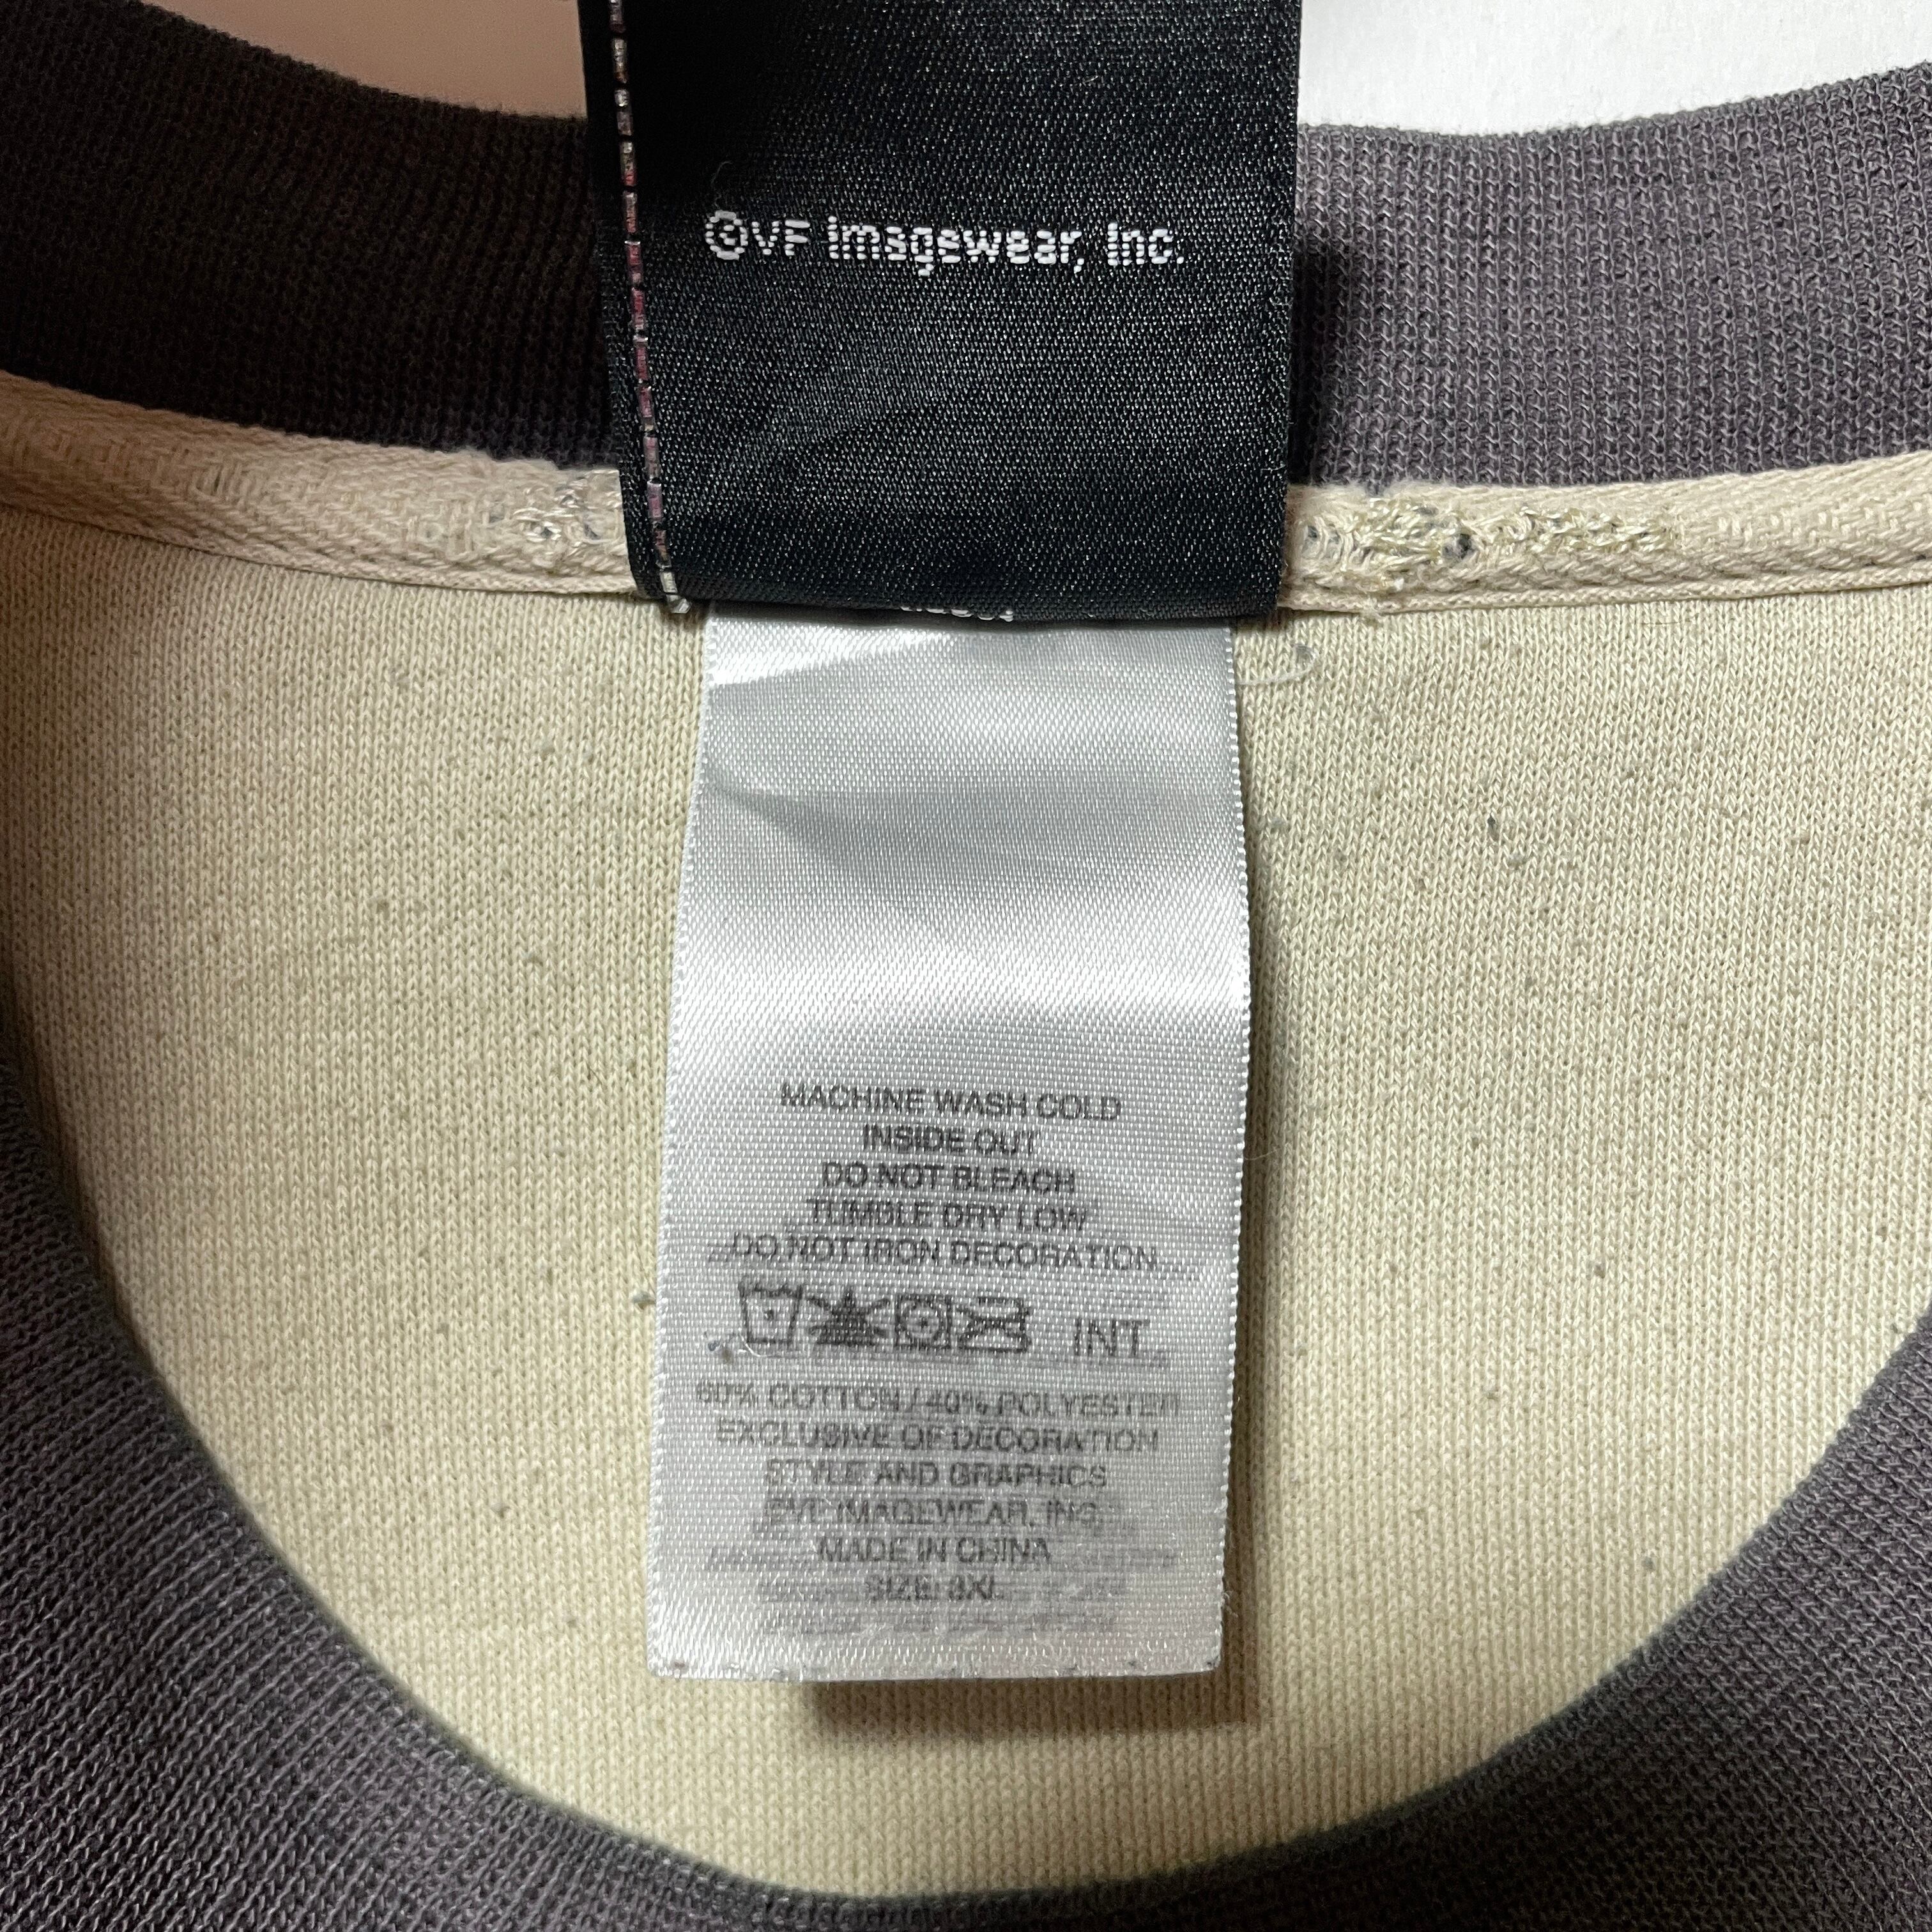 ©VF Imagewear, Inc.
MACHINE WASH COLD
INSIDE OUT
DO NOT BLEACH
TUMBLE DRY LOW
DO NOT IRON DECORATION
INT
60% COTTON / 40% POLYESTER
EXCLUSIVE OF DECORATION
STYLE AND GRAPHICS
©VF IMAGEWEAR, INC.
MADE IN CHINA
SIZE: 3XL